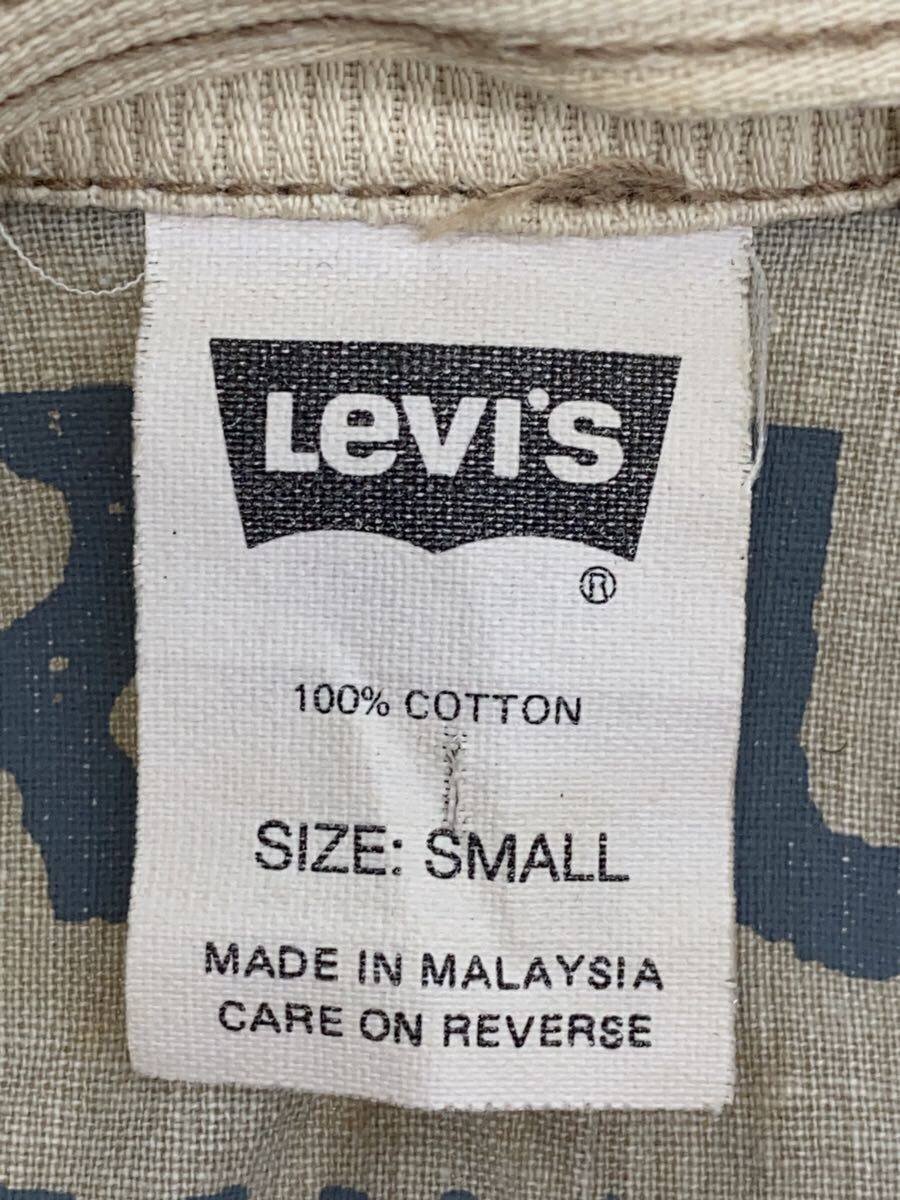 Levi's
®
100% COTTON
SIZE: SMALL
MADE IN MALAYSIA
CARE ON REVERSE